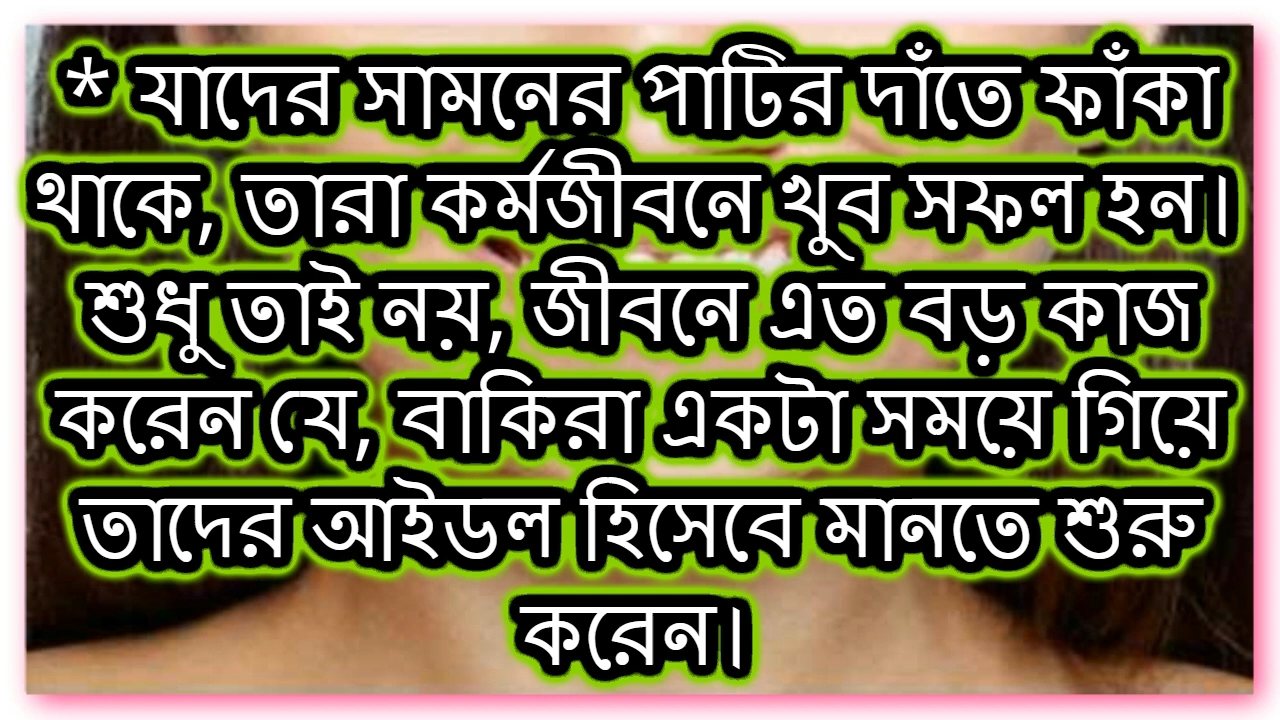 * যাদের সামনের পাটির দাঁতে ফাঁকা
থাকে, তারা কর্মজীবনে খুব সফল হন।
শুধু তাই নয়, জীবনে এত বড় কাজ
করেন যে, বাকিরা একটা সময়ে গিয়ে
তাদের আইডল হিসেবে মানতে শুরু
করেন।